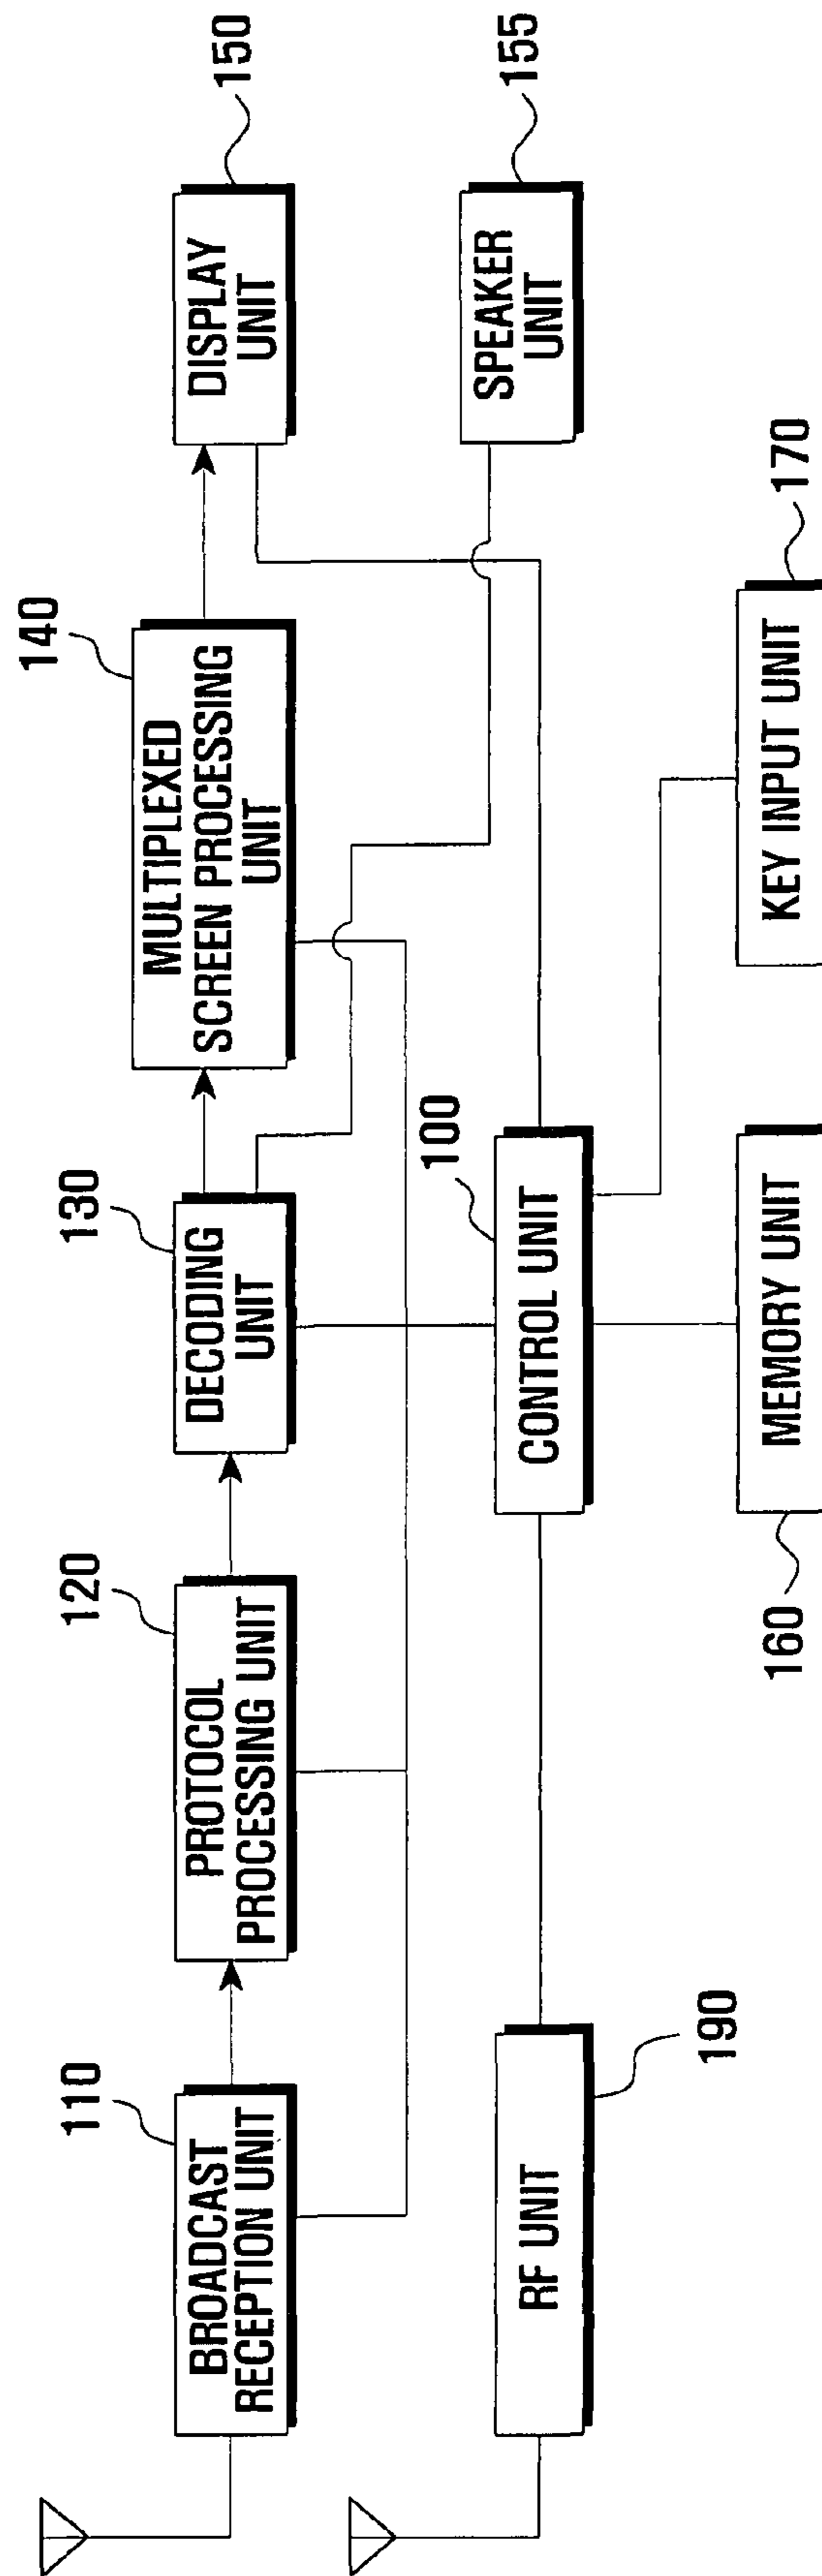 110
BROADCAST
RECEPTION UNIT
120
PROTOCOL
PROCESSING UNIT
130
DECODING
UNIT
140
MULTIPLEXED
SCREEN PROCESSING
UNIT
DISPLAY
UNIT
150
RF UNIT
190
100
CONTROL UNIT
SPEAKER
UNIT
155
160
MEMORY UNIT
KEY INPUT UNIT
170